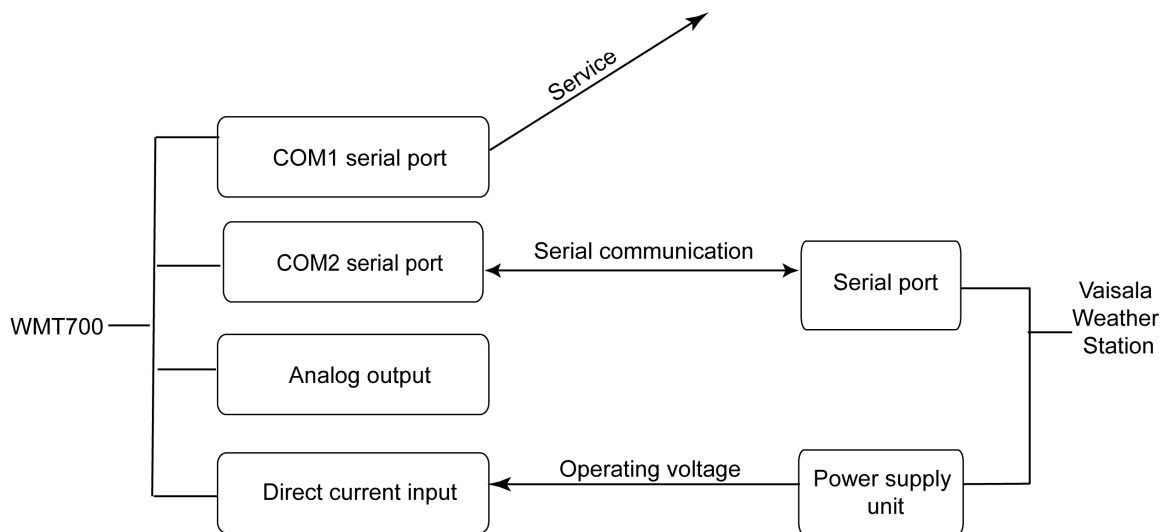 Service
COM1 serial port
COM2 serial port
Serial communication
Serial port
Vaisala
Weather
Station
WMT700
Analog output
Direct current input
Operating voltage
Power supply
unit